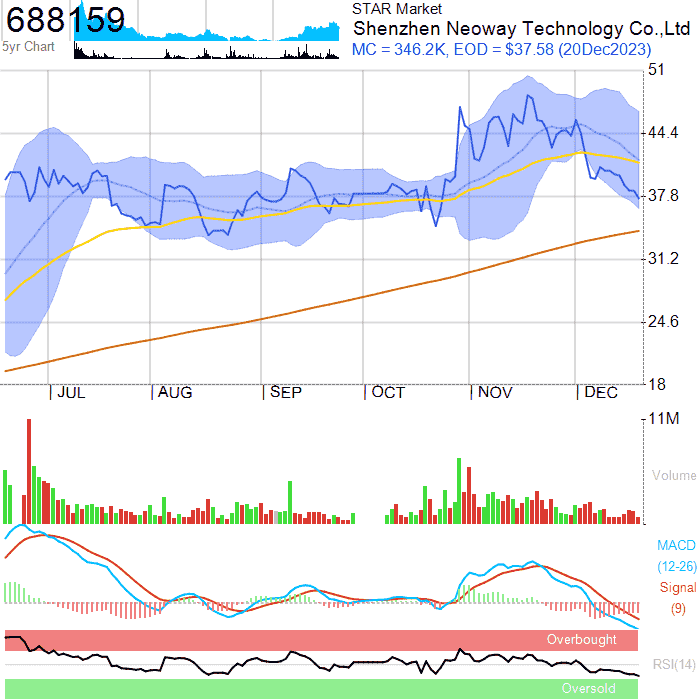 688159
5yr Chart
STAR Market
Shenzhen Neoway Technology Co.,Ltd
MC = 346.2K, EOD = $37.58 (20Dec2023)
51
44.4
37.8
31.2
24.6
18
JUL
AUG
SEP
OCT
NOV
DEC
11M
Volume
MACD
(12-26)
Signal
(9)
Overbought
RSI(14)
Oversold